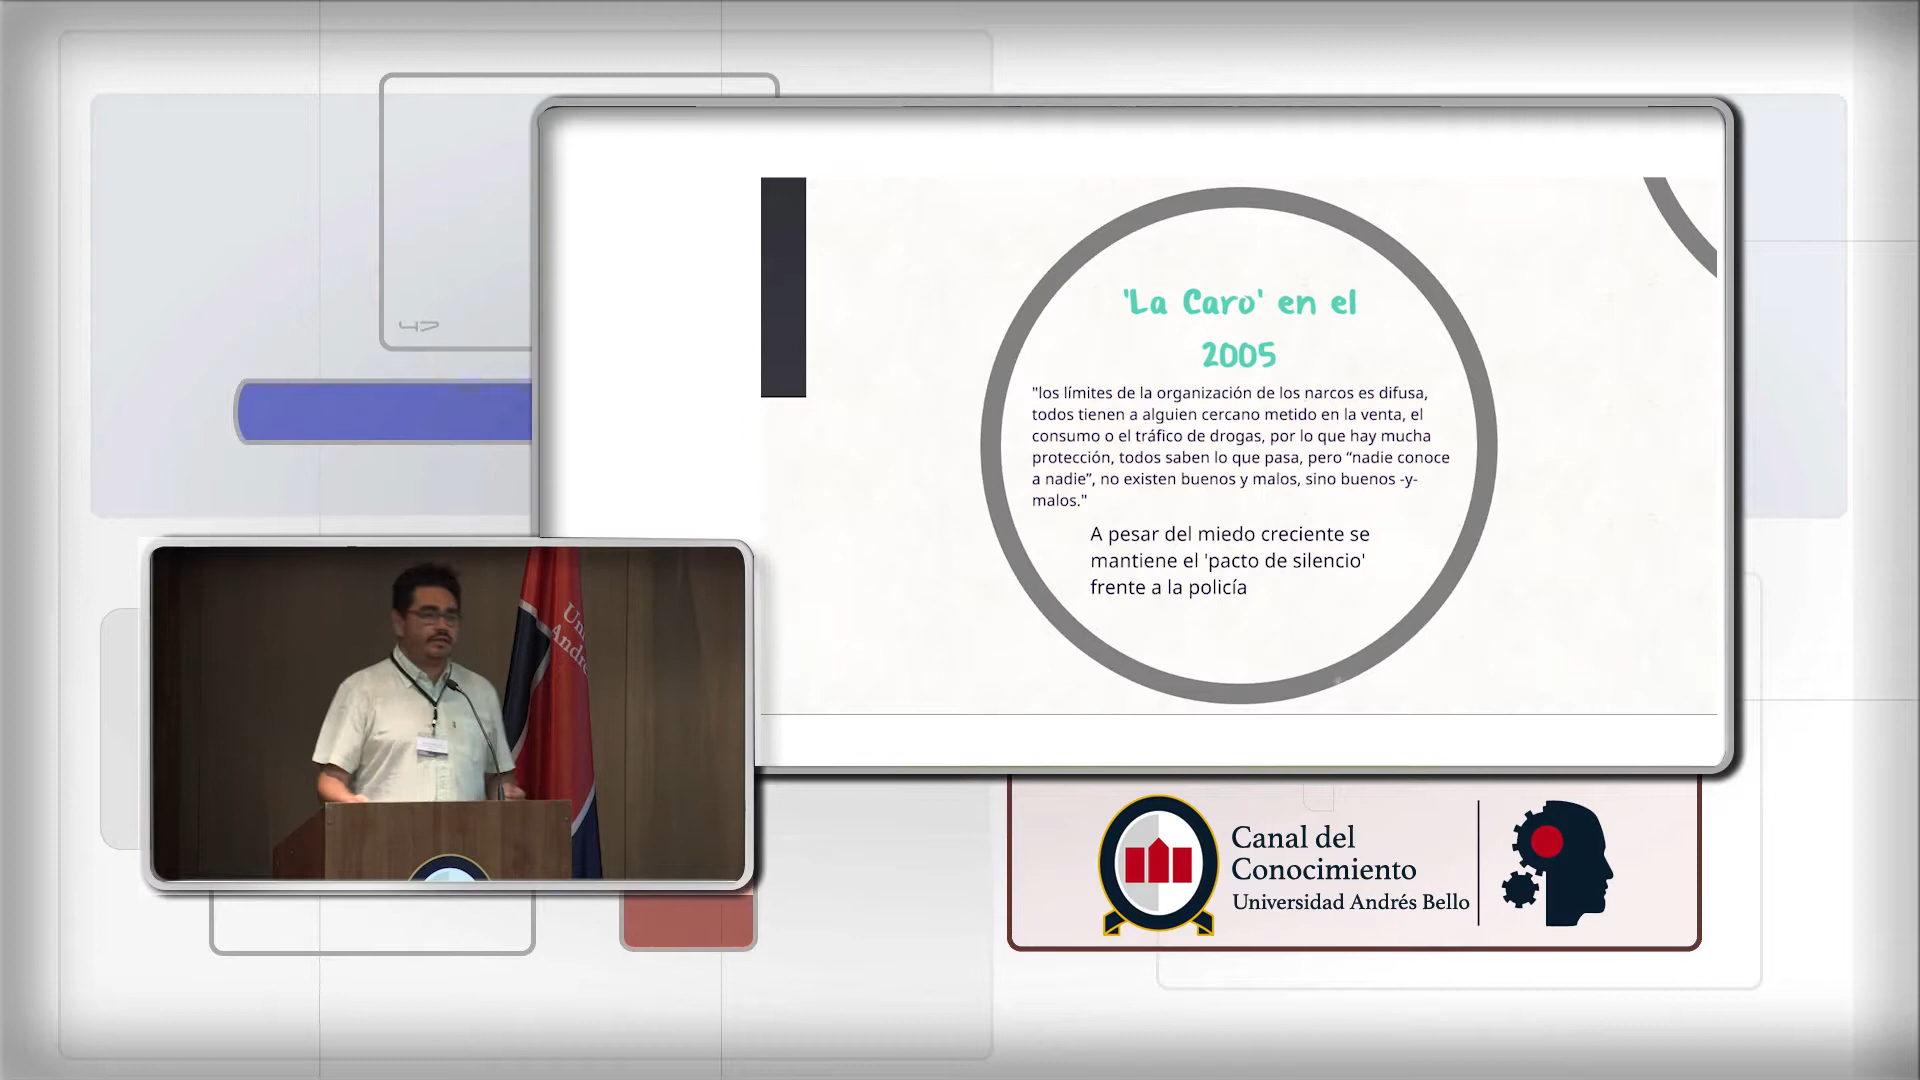 'La Caro' en el
2005
"los límites de la organización de los narcos es difusa,
todos tienen a alguien cercano metido en la venta, el
consumo o el tráfico de drogas, por lo que hay mucha
protección, todos saben lo que pasa, pero “nadie conoce
a nadie”, no existen buenos y malos, sino buenos -y-
malos."
A pesar del miedo creciente se
mantiene el 'pacto de silencio'
frente a la policía
Canal del
Conocimiento
Universidad Andrés Bello